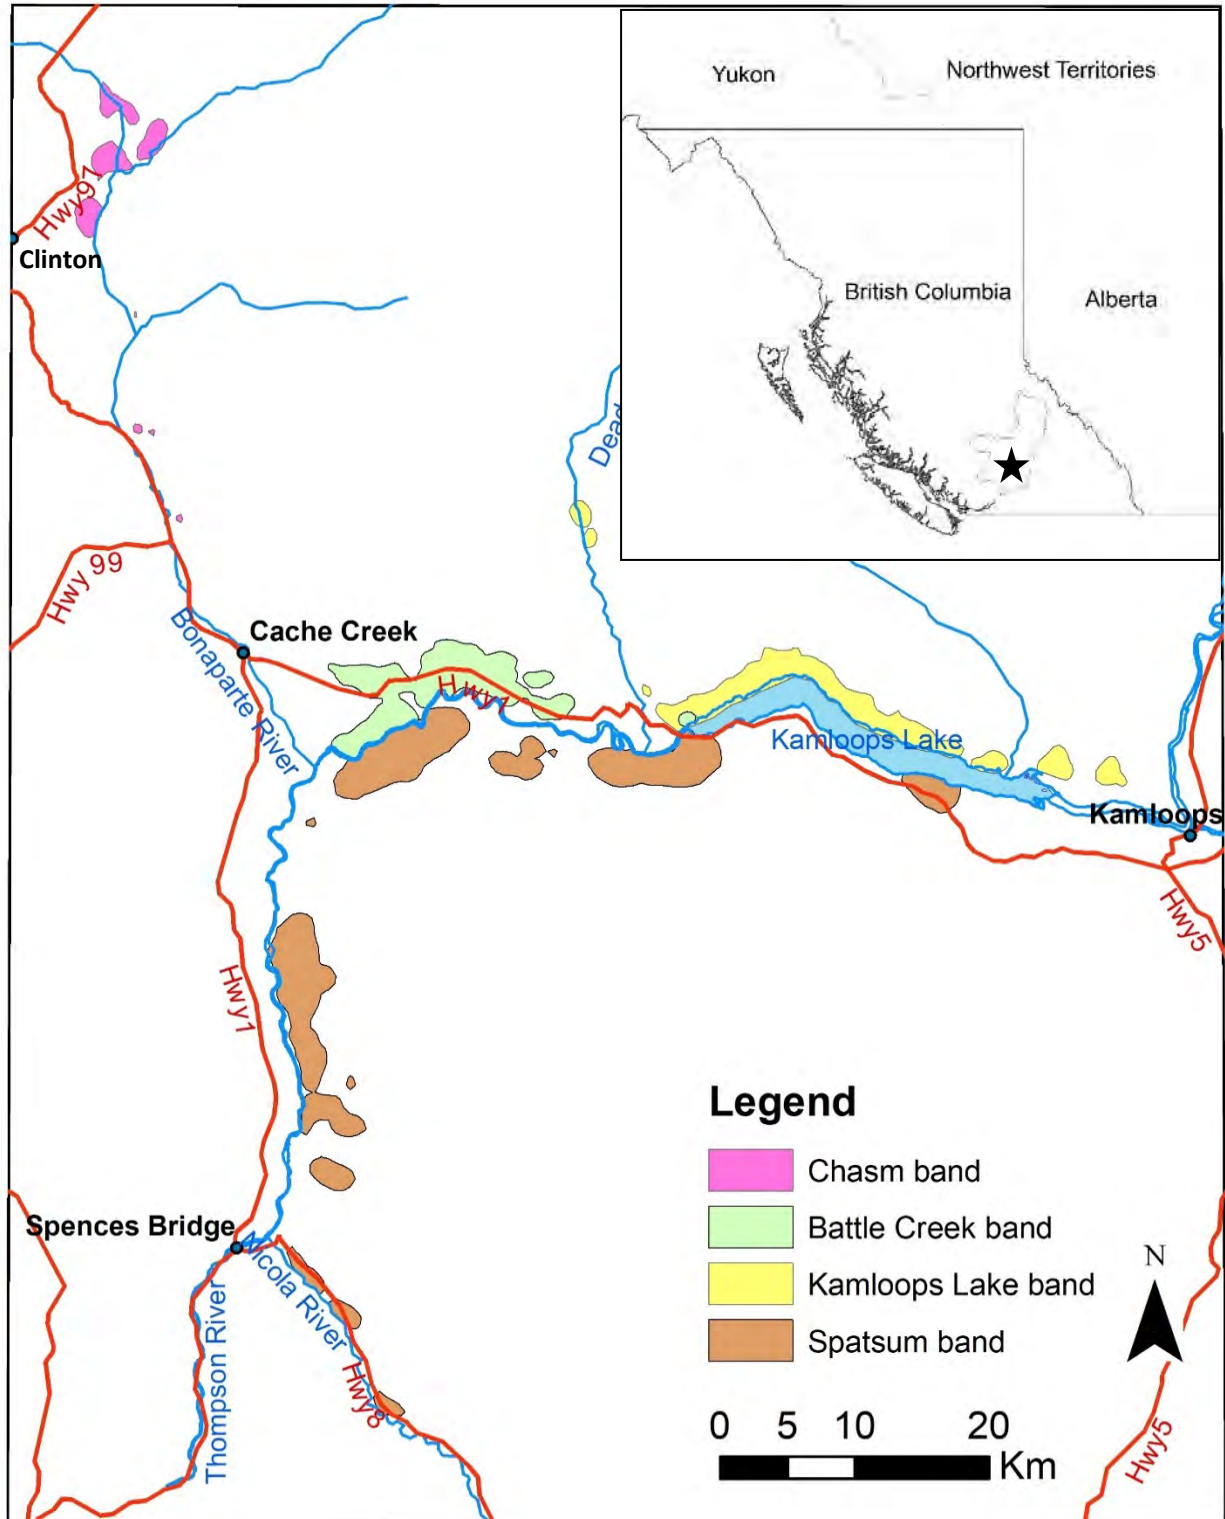 Yukon
Northwest Territories
British Columbia
Alberta
Hwy97
Clinton
Dead
Hwy 99
Cache Creek
Bonaparte River
Hwy1
Kamloops Lake
Kamloops
Hwy5
Hwy1
Spences Bridge
Nicola River
Thompson River
Hwy8
Legend
Chasm band
Battle Creek band
Kamloops Lake band
Spatsum band
N
0 5 10 20
Km
Hwy5